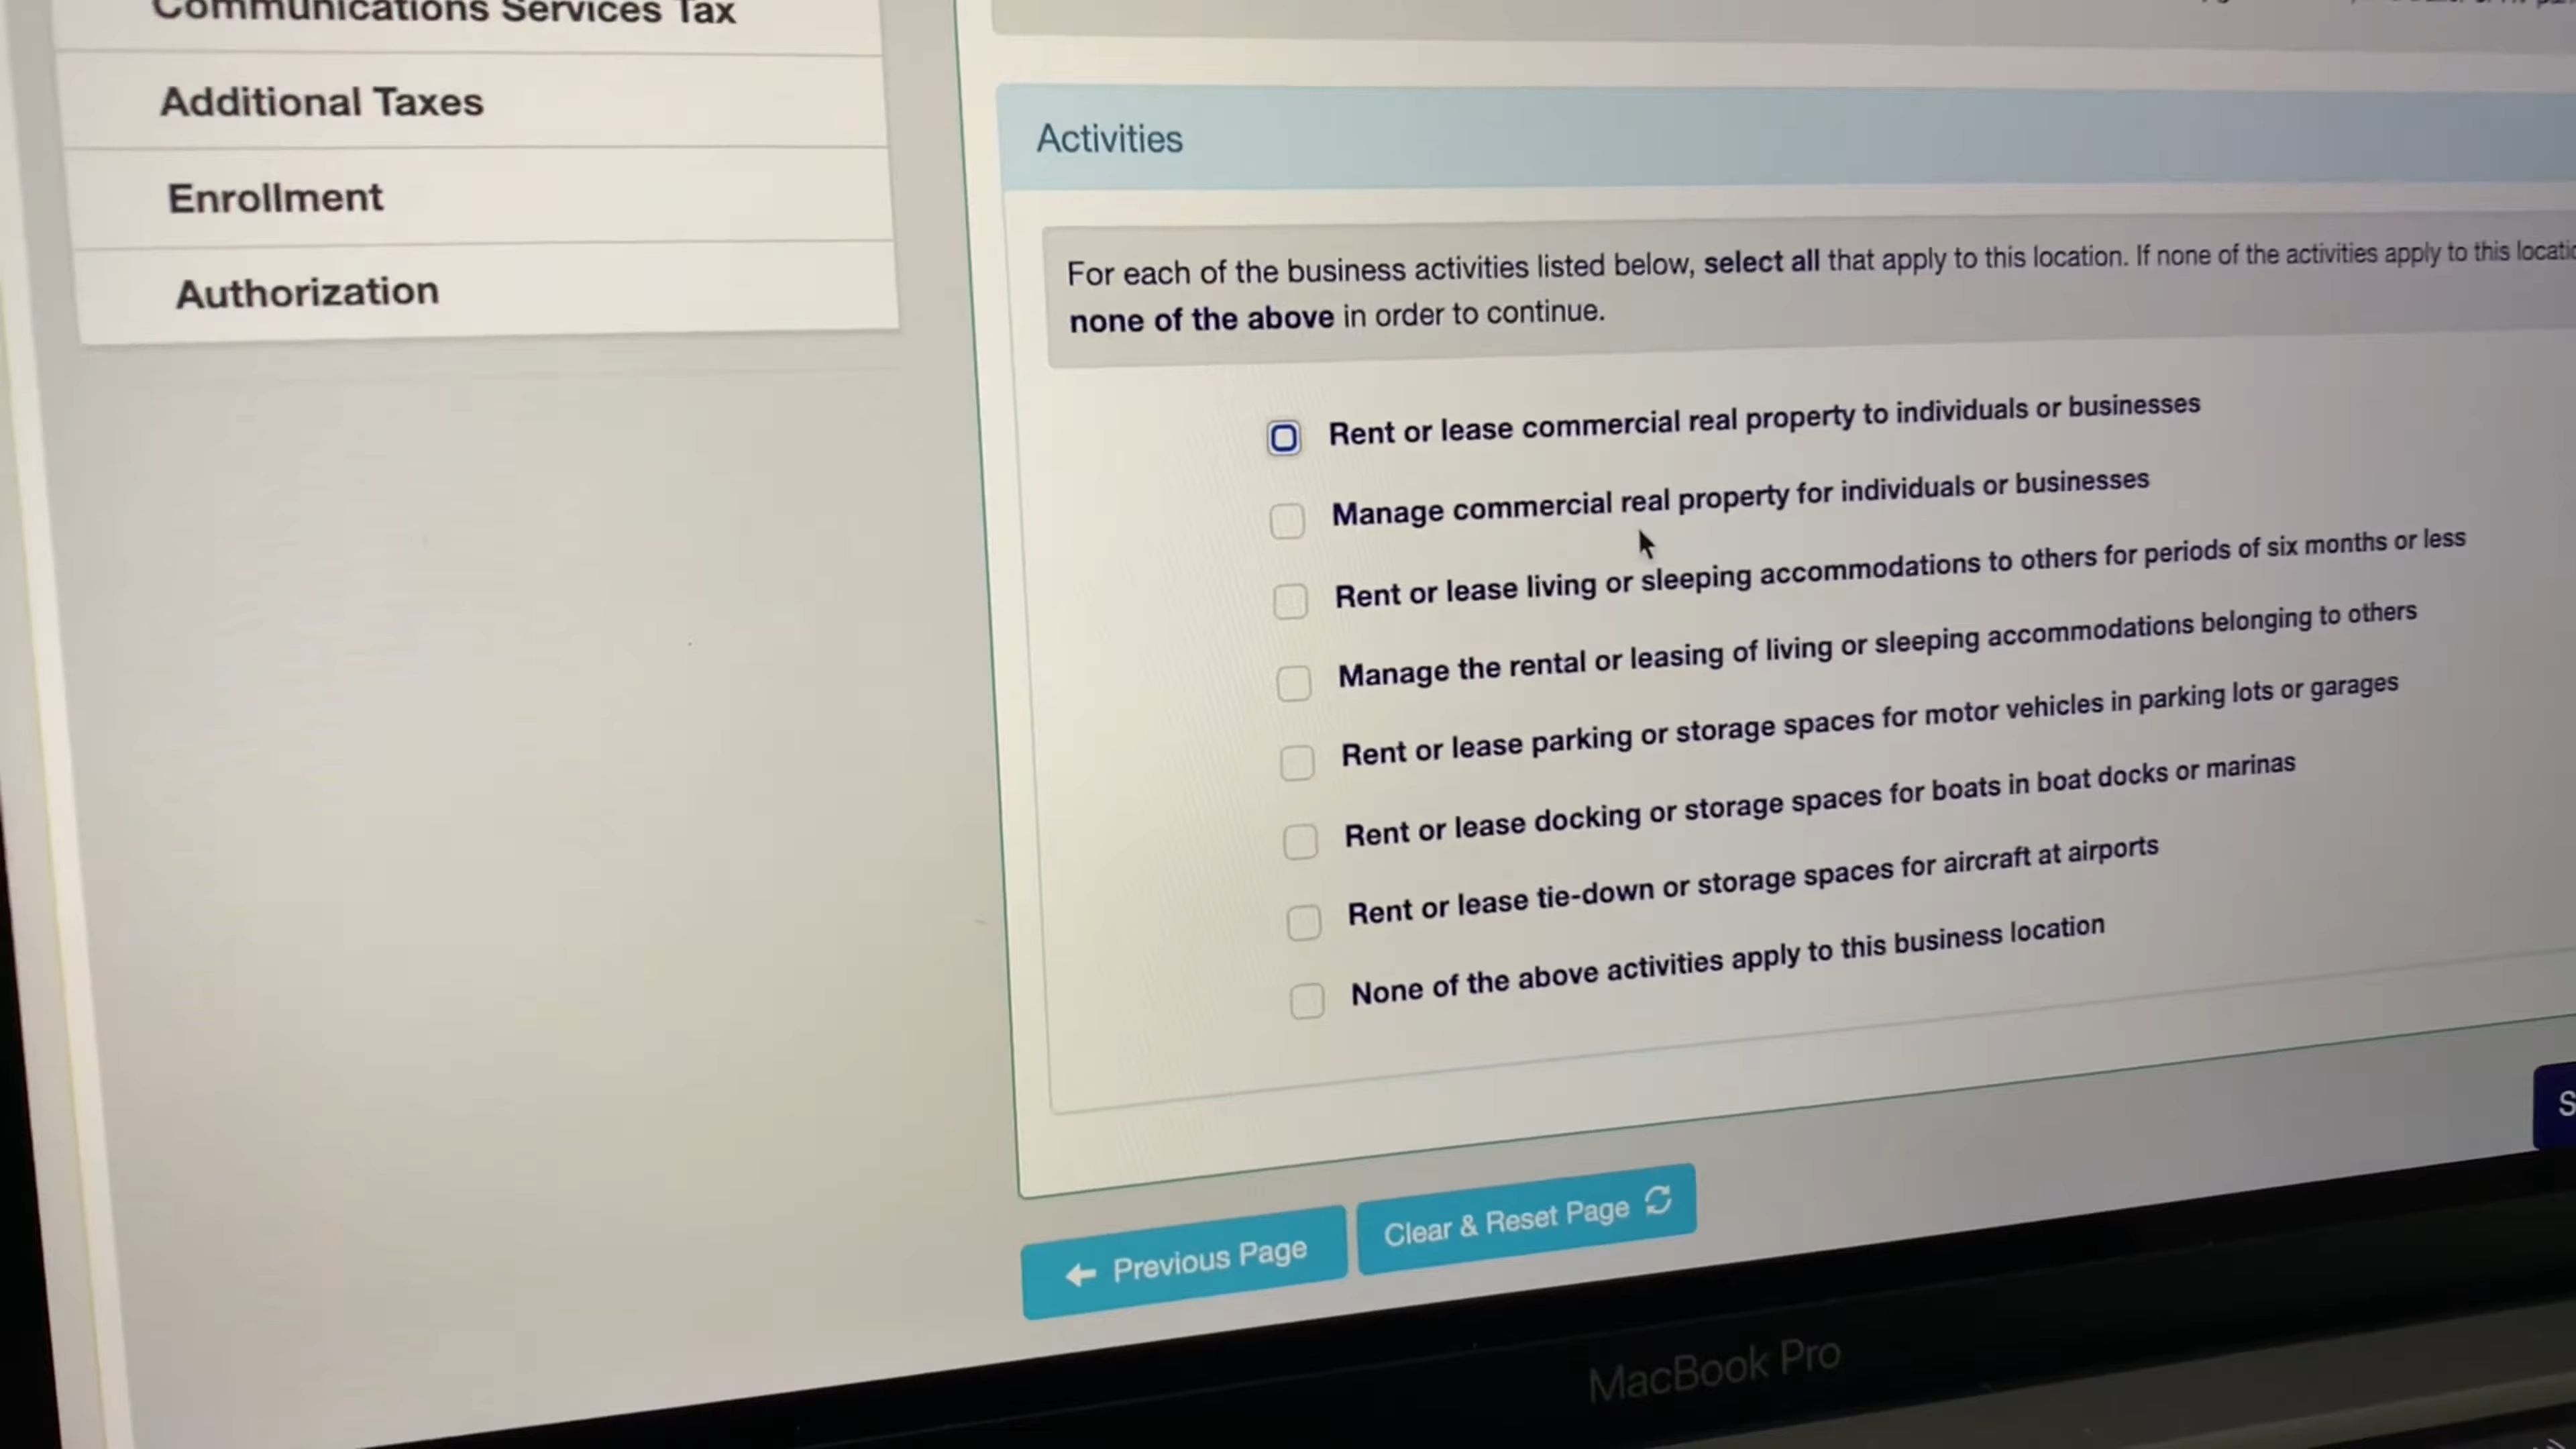 Communications Services Tax
Additional Taxes
Enrollment
Authorization
Activities
For each of the business activities listed below, select all that apply to this location. If none of the activities apply to this
none of the above in order to continue.
Rent or lease commercial real property to individuals or businesses
Manage commercial real property for individuals or businesses
Rent or lease living or sleeping accommodations to others for periods of six months or less
Manage the rental or leasing of living or sleeping accommodations belonging to others
Rent or lease parking or storage spaces for motor vehicles in parking lots or garages
Rent or lease docking or storage spaces for boats in boat docks or marinas
Rent or lease tie-down or storage spaces for aircraft at airports
None of the above activities apply to this business location
Previous Page
Clear & Reset Page
MacBook Pro